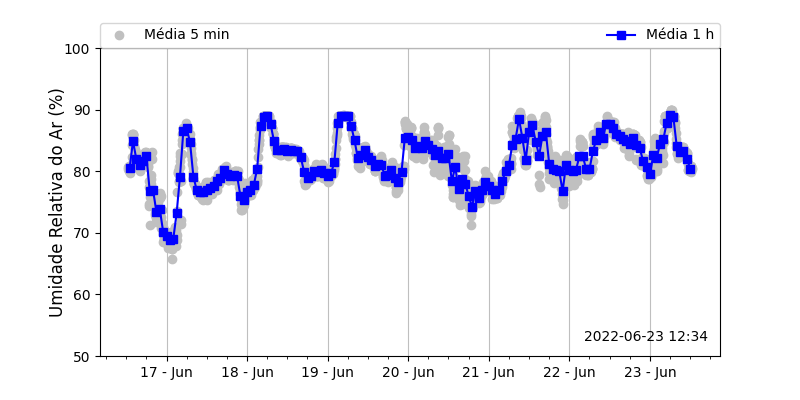 Média 5 min
Média 1 h
Umidade Relativa do Ar (%)
100
90
80
70
60
50
2022-06-23 12:34
17 - Jun
18 - Jun
19 - Jun
20 - Jun
21 - Jun
22 - Jun
23 - Jun